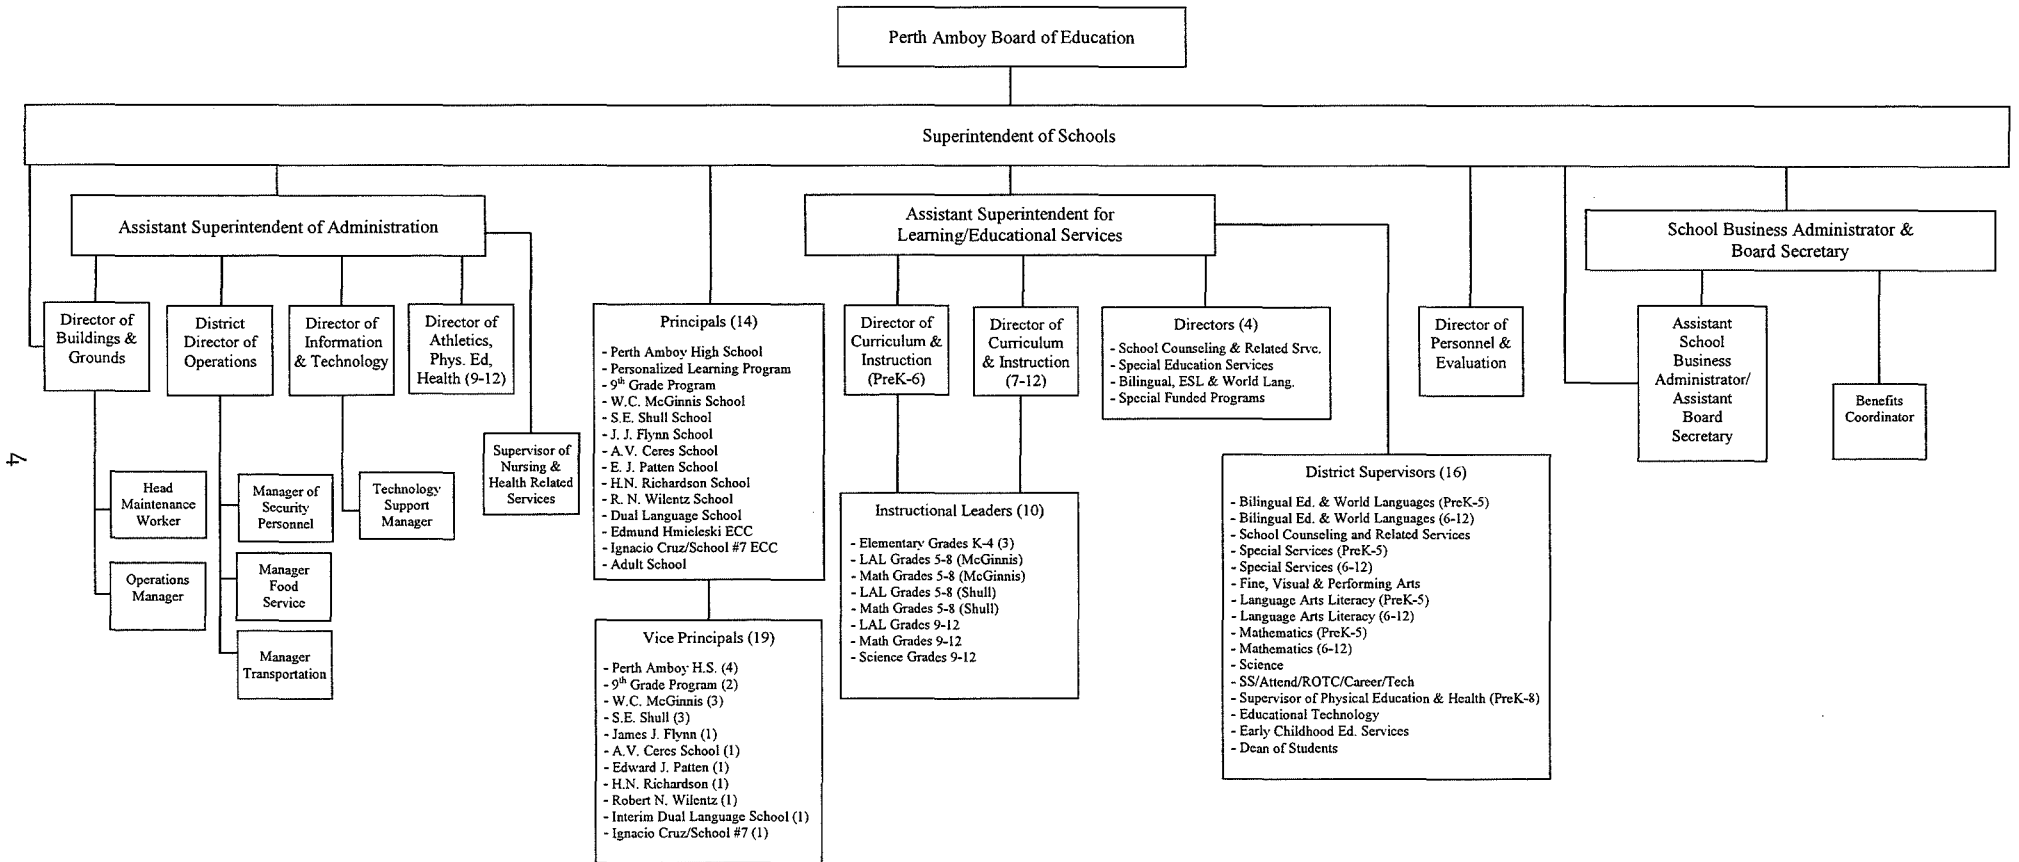 Perth Amboy Board of Education
Superintendent of Schools
Assistant Superintendent of Administration
Assistant Superintendent for
Learning/Educational Services
School Business Administrator &
Board Secretary
Director of
Buildings &
Grounds
District
Director of
Operations
Director of
Information
& Technology
Director of
Athletics,
Phys. Ed,
Health (9-12)
Supervisor of
Nursing &
Health Related
Services
Head
Maintenance
Worker
Operations
Manager
Manager of
Security
Personnel
Manager
Food
Service
Manager
Transportation
Technology
Support
Manager
Principals (14)
- Perth Amboy High School
- Personalized Learning Program
- 9th Grade Program
- W.C. McGinnis School
- S.E. Shull School
- J. J. Flynn School
- A.V. Ceres School
- E. J. Patten School
- H.N. Richardson School
- R. N. Wilentz School
- Dual Language School
- Edmund Hmieleski ECC
- Ignacio Cruz/School #7 ECC
- Adult School
Vice Principals (19)
- Perth Amboy H.S. (4)
- 9th Grade Program (2)
- W.C. McGinnis (3)
- S.E. Shull (3)
- James J. Flynn (1)
- A.V. Ceres School (1)
- Edward J. Patten (1)
- H.N. Richardson (1)
- Robert N. Wilentz (1)
- Interim Dual Language School (1)
- Ignacio Cruz/School #7 (1)
Director of
Curriculum &
Instruction
(PreK-6)
Director of
Curriculum
& Instruction
(7-12)
Directors (4)
- School Counseling & Related Srvc.
- Special Education Services
- Bilingual, ESL & World Lang.
- Special Funded Programs
Instructional Leaders (10)
- Elementary Grades K-4 (3)
- LAL Grades 5-8 (McGinnis)
- Math Grades 5-8 (McGinnis)
- LAL Grades 5-8 (Shull)
- Math Grades 5-8 (Shull)
- LAL Grades 9-12
- Math Grades 9-12
- Science Grades 9-12
District Supervisors (16)
- Bilingual Ed. & World Languages (PreK-5)
- Bilingual Ed. & World Languages (6-12)
- School Counseling and Related Services
- Special Services (PreK-5)
- Special Services (6-12)
- Fine, Visual & Performing Arts
- Language Arts Literacy (PreK-5)
- Language Arts Literacy (6-12)
- Mathematics (PreK-5)
- Mathematics (6-12)
- Science
- SS/Attend/ROTC/Career/Tech
- Supervisor of Physical Education & Health (PreK-8)
- Educational Technology
- Early Childhood Ed. Services
- Dean of Students
Director of
Personnel &
Evaluation
Assistant
School
Business
Administrator/
Assistant
Board
Secretary
Benefits
Coordinator
4